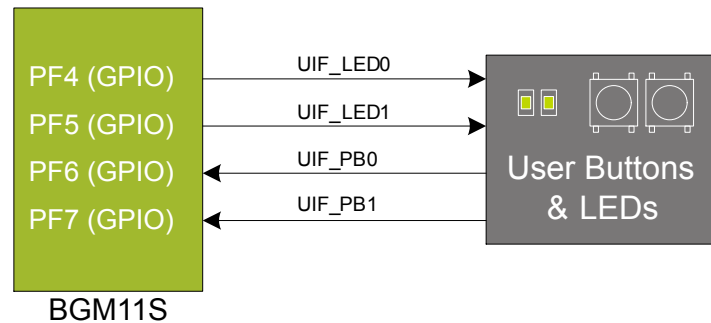 PF4 (GPIO)
PF5 (GPIO)
PF6 (GPIO)
PF7 (GPIO)
BGM11S
UIF_LED0
UIF_LED1
UIF_PB0
UIF_PB1
User Buttons
& LEDs